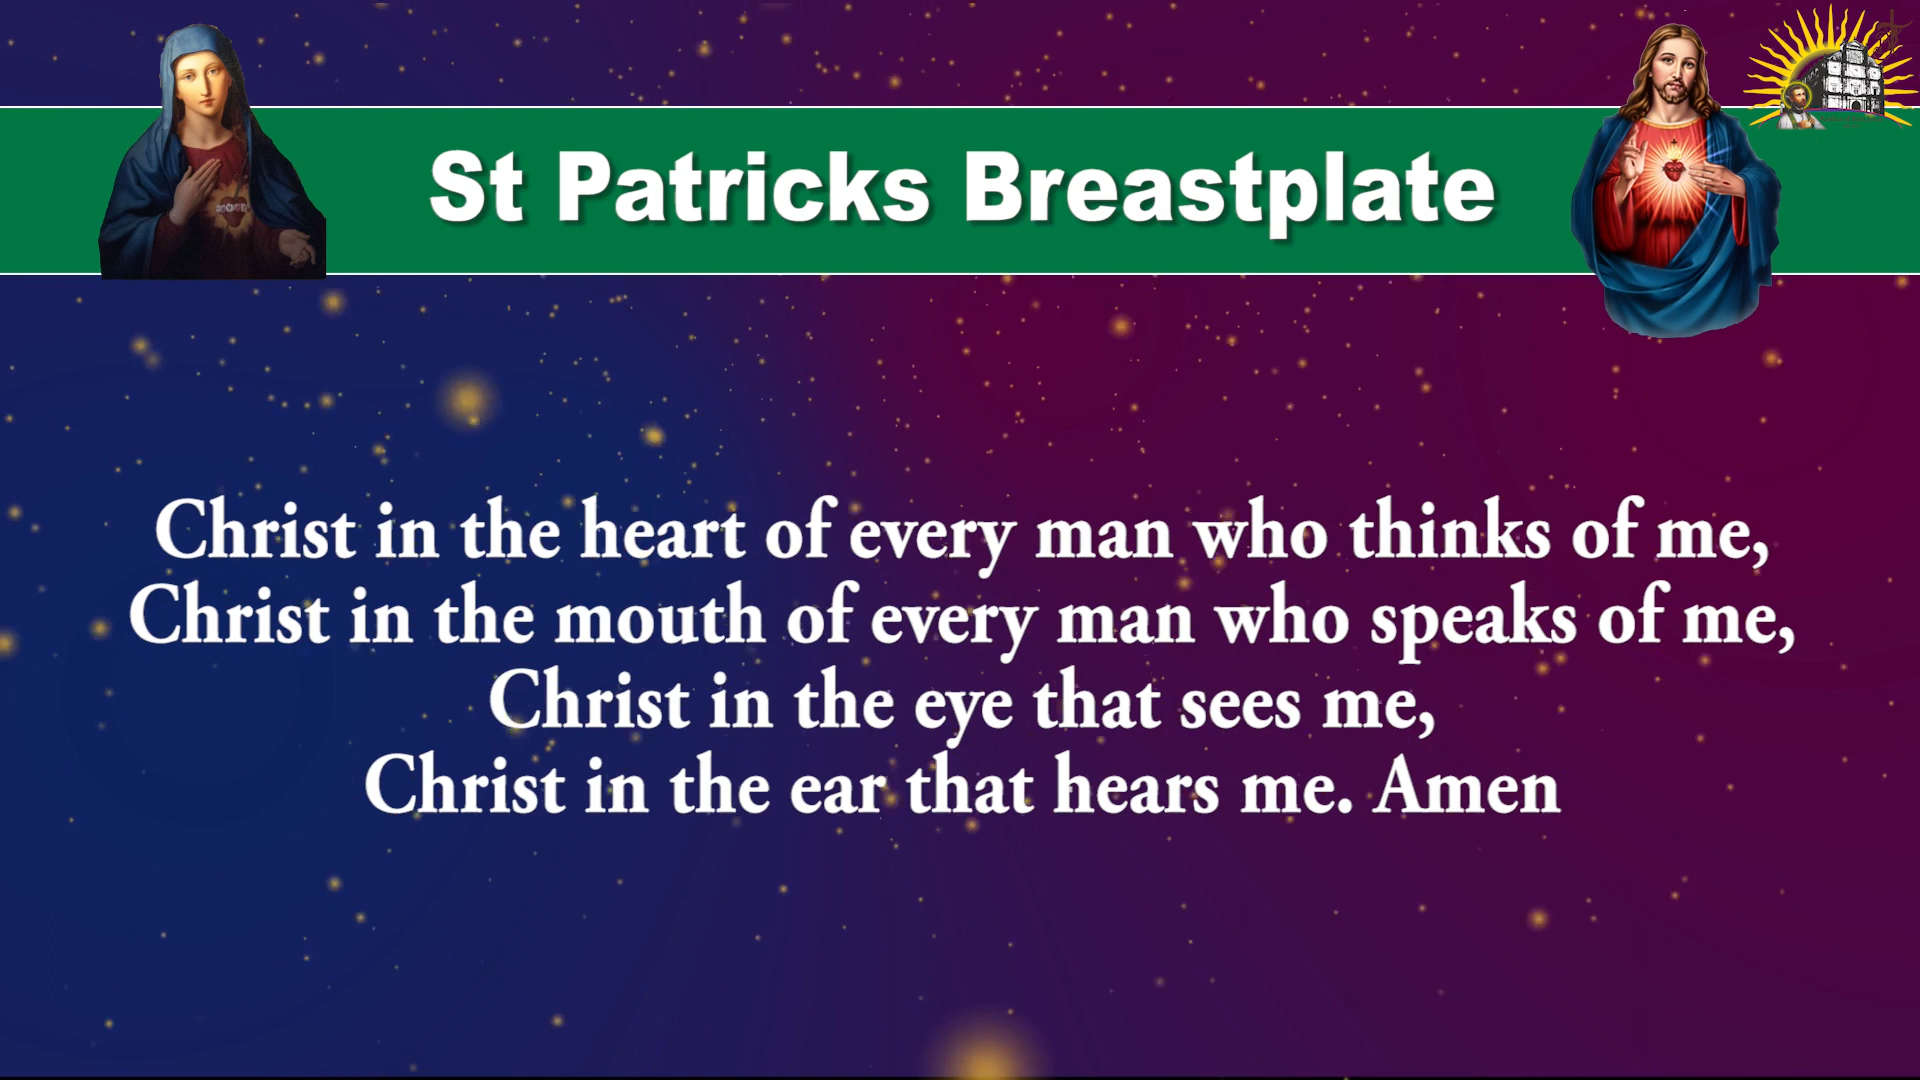 St Patricks Breastplate
Christ in the heart of every man who thinks of me,
Christ in the mouth of every man who speaks of me,
Christ in the eye that sees me,
Christ in the ear that hears me. Amen